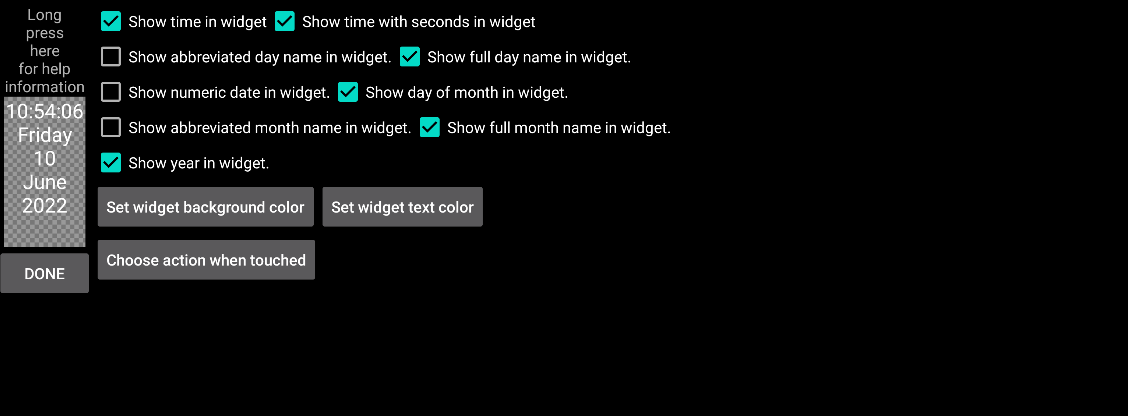 Long
press
here
for help
information
10:54:06
Friday
10
June
2022
DONE
Show time in widget Show time with seconds in widget
Show abbreviated day name in widget. Show full day name in widget.
Show numeric date in widget. Show day of month in widget.
Show abbreviated month name in widget. Show full month name in widget.
Show year in widget.
Set widget background color Set widget text color
Choose action when touched